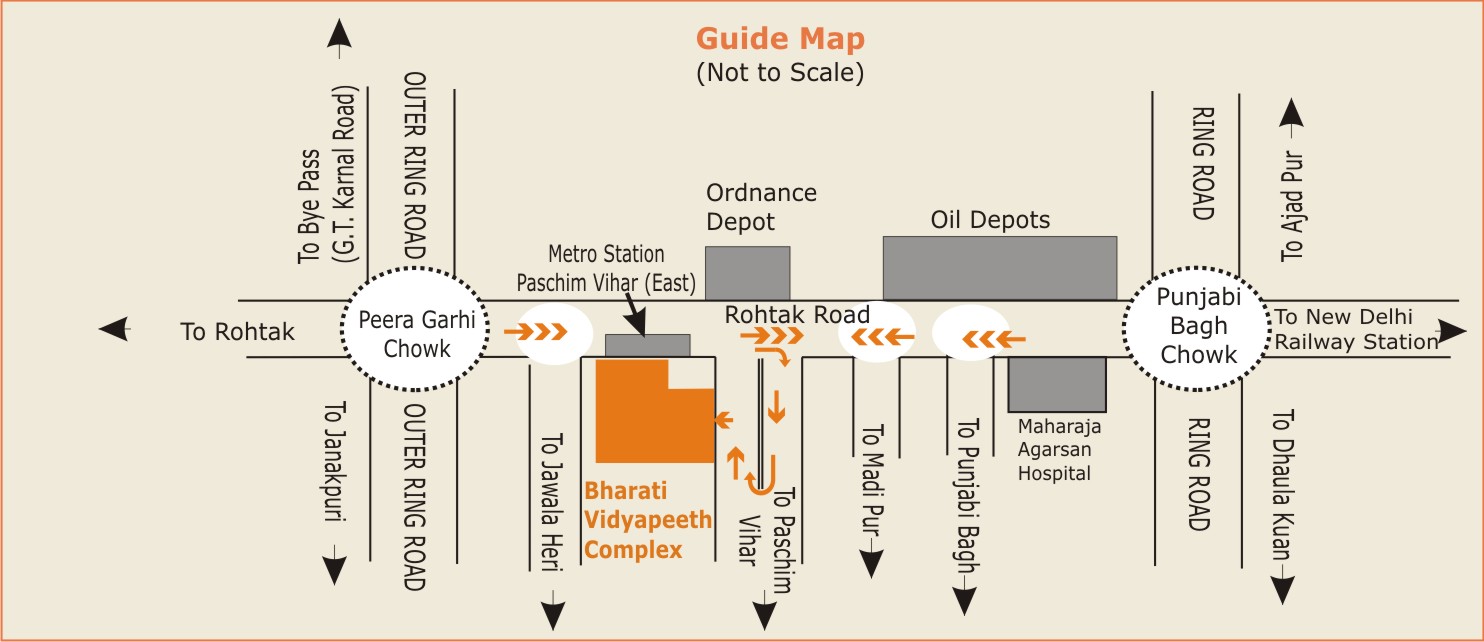 Guide Map
(Not to Scale)
To Bye Pass
(G.T. Karnal Road)
OUTER RING ROAD
RING ROAD
To Ajad Pur
Ordnance
Depot
Oil Depots
Metro Station
Paschim Vihar (East)
To Rohtak
Peera Garhi
Chowk
Rohtak Road
Punjabi
Bagh
Chowk
To New Delhi
Railway Station
To Janakpuri
OUTER RING ROAD
To Jawala Heri
Bharati
Vidyapeeth
Complex
To Paschim
Vihar
To Madi Pur
To Punjabi Bagh
Maharaja
Agarsan
Hospital
RING ROAD
To Dhaula Kuan